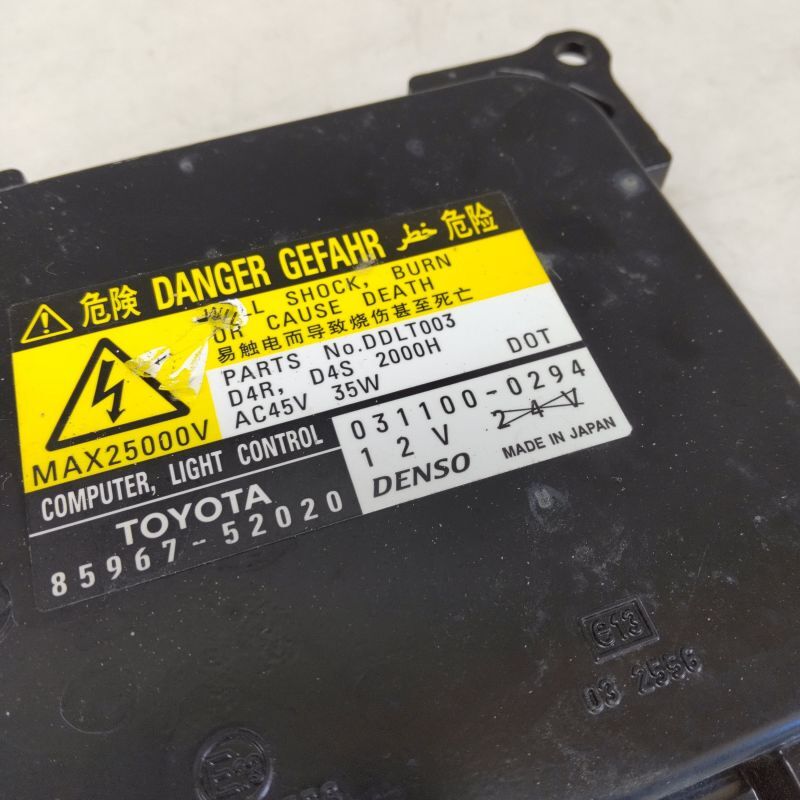 危険 DANGER GEFAHR خطر 危险
WILL SHOCK, BURN
OR CAUSE DEATH
易触电而导致烧伤甚至死亡
MAX25000V
PARTS No.DDLT003
D4R, D4S 2000H DOT
AC45V 35W
COMPUTER, LIGHT CONTROL
TOYOTA
85967-52020
031100-0294
12V 24V
DENSO MADE IN JAPAN
e13
03 2556